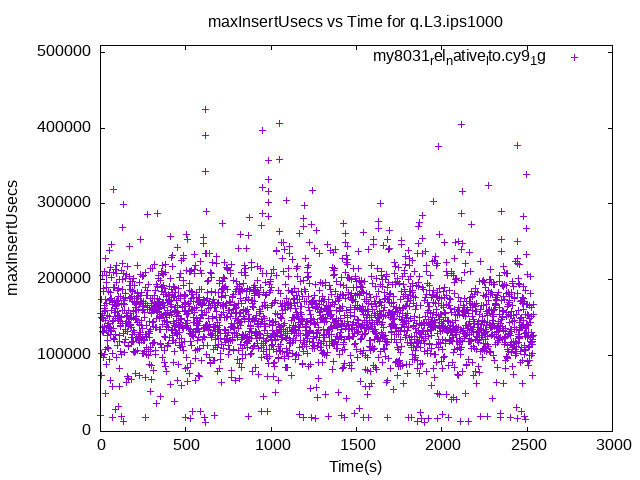 maxInsertUsecs vs Time for q.L3.ips1000
my8031relnativelto.cy91g
500000
400000
300000
200000
100000
0
maxInsertUsecs
0 500 1000 1500 2000 2500 3000
Time(s)